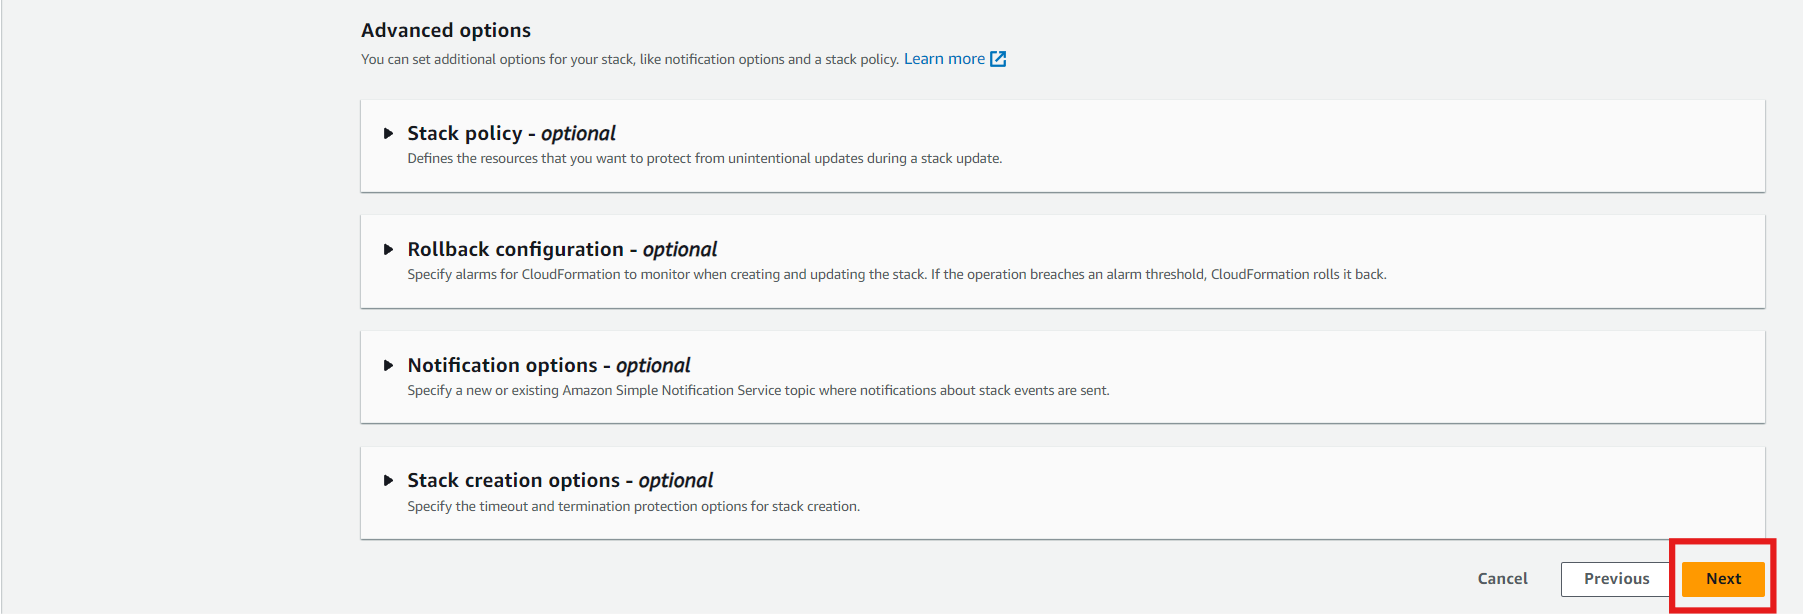 Advanced options
You can set additional options for your stack, like notification options and a stack policy. Learn more
Stack policy - optional
Defines the resources that you want to protect from unintentional updates during a stack update.
Rollback configuration - optional
Specify alarms for CloudFormation to monitor when creating and updating the stack. If the operation breaches an alarm threshold, CloudFormation rolls it back.
Notification options - optional
Specify a new or existing Amazon Simple Notification Service topic where notifications about stack events are sent.
Stack creation options - optional
Specify the timeout and termination protection options for stack creation.
Cancel Previous Next